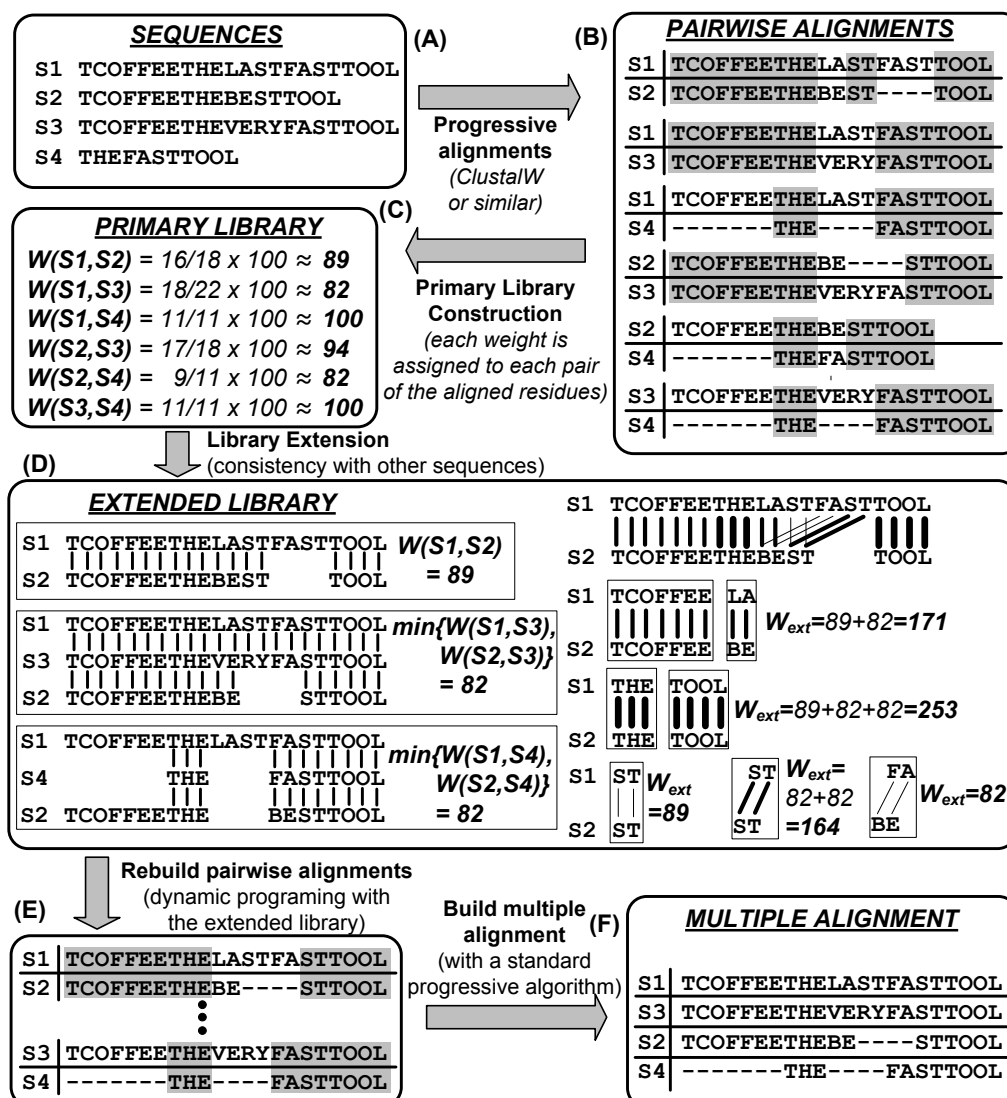 SEQUENCES
S1 TCOFFEETHELASTFASTTOOL
S2 TCOFFEETHEBESTTOOL
S3 TCOFFEETHEVERYFASTTOOL
S4 THEFASTTOOL
(A)
Progressive
alignments
(ClustalW
or similar)
(B)
PAIRWISE ALIGNMENTS
S1 TCOFFEETHELASTFASTTOOL
S2 TCOFFEETHEBEST----TOOL
S1 TCOFFEETHELASTFASTTOOL
S3 TCOFFEETHEVERYFASTTOOL
S1 TCOFFEETHELASTFASTTOOL
S4 -------THE----FASTTOOL
S2 TCOFFEETHEBE----STTOOL
S3 TCOFFEETHEVERYFASTTOOL
S2 TCOFFEETHEBESTTOOL
S4 -------THEFASTTOOL
S3 TCOFFEETHEVERYFASTTOOL
S4 -------THE----FASTTOOL
(C)
Primary Library
Construction
(each weight is
assigned to each pair
of the aligned residues)
PRIMARY LIBRARY
W(S1,S2) = 16/18 x 100 ≈ 89
W(S1,S3) = 18/22 x 100 ≈ 82
W(S1,S4) = 11/11 x 100 ≈ 100
W(S2,S3) = 17/18 x 100 ≈ 94
W(S2,S4) = 9/11 x 100 ≈ 82
W(S3,S4) = 11/11 x 100 ≈ 100
Library Extension
(consistency with other sequences)
(D)
EXTENDED LIBRARY
S1 TCOFFEETHELASTFASTTOOL
S2 TCOFFEETHEBEST TOOL
W(S1,S2)
= 89
S1 TCOFFEETHELASTFASTTOOL
S3 TCOFFEETHEVERYFASTTOOL
S2 TCOFFEETHEBE STTOOL
min{W(S1,S3),
W(S2,S3)}
= 82
S1 TCOFFEETHELASTFASTTOOL
S4 THE FASTTOOL
S2 TCOFFEETHE BESTTOOL
min{W(S1,S4),
W(S2,S4)}
= 82
S1 TCOFFEETHELASTFASTTOOL
S2 TCOFFEETHEBEST TOOL
S1 TCOFFEE LA
S2 TCOFFEE BE
Wext=89+82=171
S1 THE TOOL
S2 THE TOOL
Wext=89+82+82=253
S1 ST
S2 ST
Wext
=89
ST
ST
Wext=
82+82
=164
FA
BE
Wext=82
Rebuild pairwise alignments
(dynamic programing with
the extended library)
(E)
S1 TCOFFEETHELASTFASTTOOL
S2 TCOFFEETHEBE----STTOOL
S3 TCOFFEETHEVERYFASTTOOL
S4 -------THE----FASTTOOL
Build multiple
alignment
(with a standard
progressive algorithm)
(F)
MULTIPLE ALIGNMENT
S1 TCOFFEETHELASTFASTTOOL
S3 TCOFFEETHEVERYFASTTOOL
S2 TCOFFEETHEBE----STTOOL
S4 -------THE----FASTTOOL